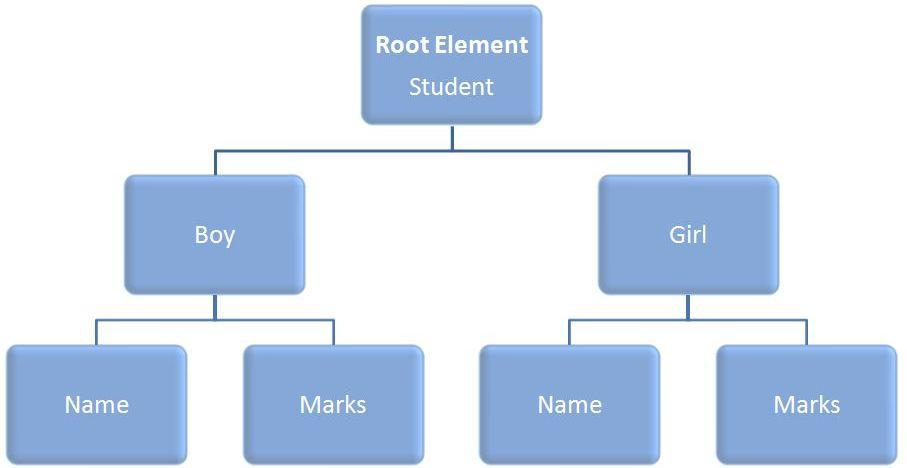 Root Element
Student
Boy
Girl
Name
Marks
Name
Marks